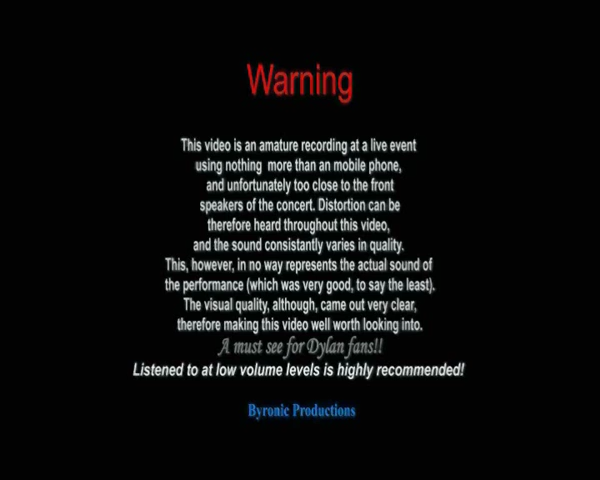 Warning
This video is an amature recording at a live event
using nothing more than an mobile phone,
and unfortunately too close to the front
speakers of the concert. Distortion can be
therefore heard throughout this video,
and the sound consistantly varies in quality.
This, however, in no way represents the actual sound of
the performance (which was very good, to say the least).
The visual quality, although, came out very clear,
therefore making this video well worth looking into.
A must see for Dylan fans!!
Listened to at low volume levels is highly recommended!
Byronic Productions